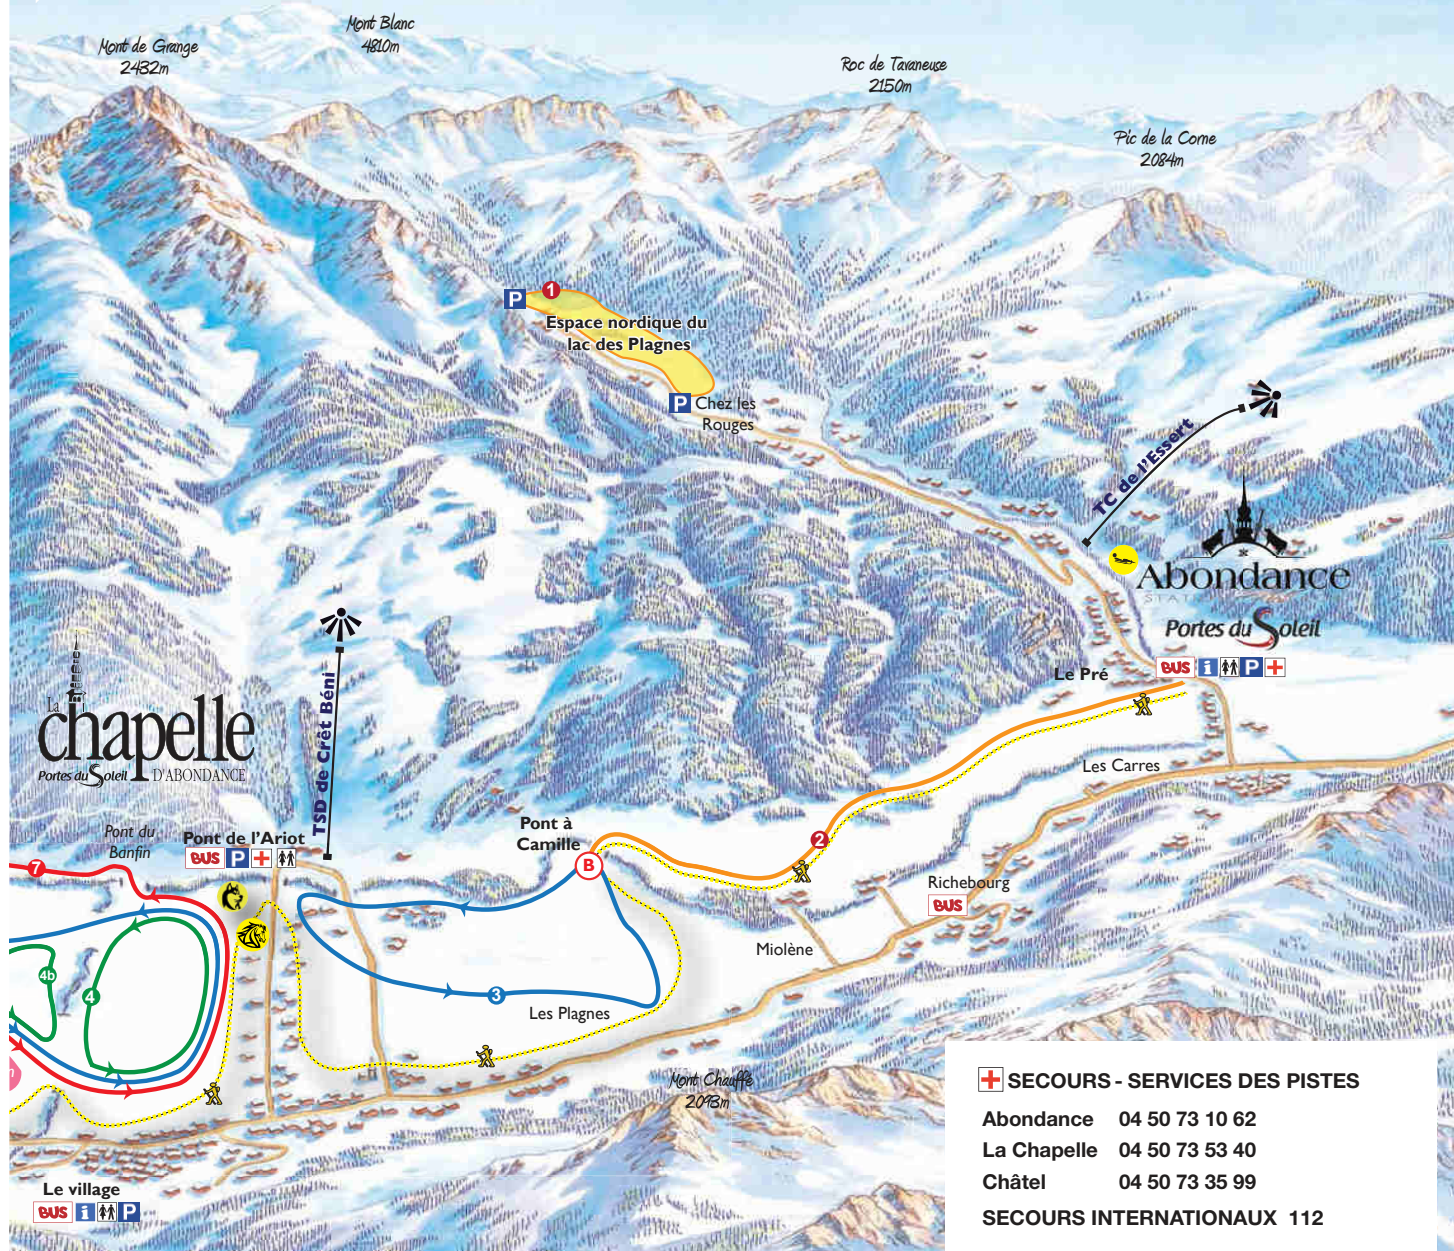 Mont Blanc
4810m
Mont de Grange
2432m
Roc de Tavaneuse
2150m
Pic de la Corne
2084m
P
1
Espace nordique du
lac des Plagnes
P
Chez les
Rouges
TC de l'Essert
Abondance
Portes du Soleil
BUS i P
Le Pré
Les Carres
La
chapelle
Portes du Soleil D'ABONDANCE
TSD de Crêt Béni
Pont du
Banfin
Pont de l'Ariot
BUS P
Pont à
Camille
B
2
7
Richebourg
BUS
Miolène
4b
4
3
Les Plagnes
Mont Chauffe
2093m
Le village
BUS i P
SECOURS - SERVICES DES PISTES
Abondance 04 50 73 10 62
La Chapelle 04 50 73 53 40
Châtel 04 50 73 35 99
SECOURS INTERNATIONAUX 112